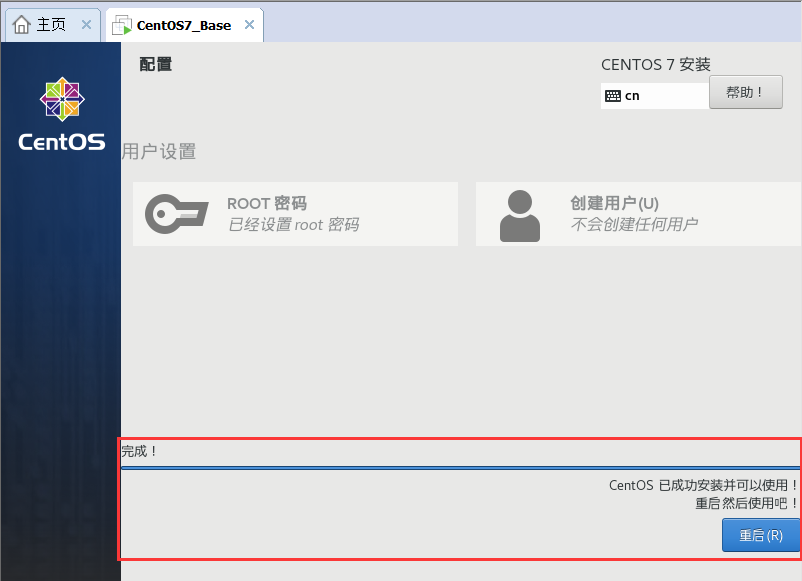 主页
CentOS7_Base
CentOS
配置
CENTOS 7 安装
cn
帮助！
用户设置
ROOT 密码
已经设置 root 密码
创建用户(U)
不会创建任何用户
完成！
CentOS 已成功安装并可以使用！
重启然后使用吧！
重启(R)